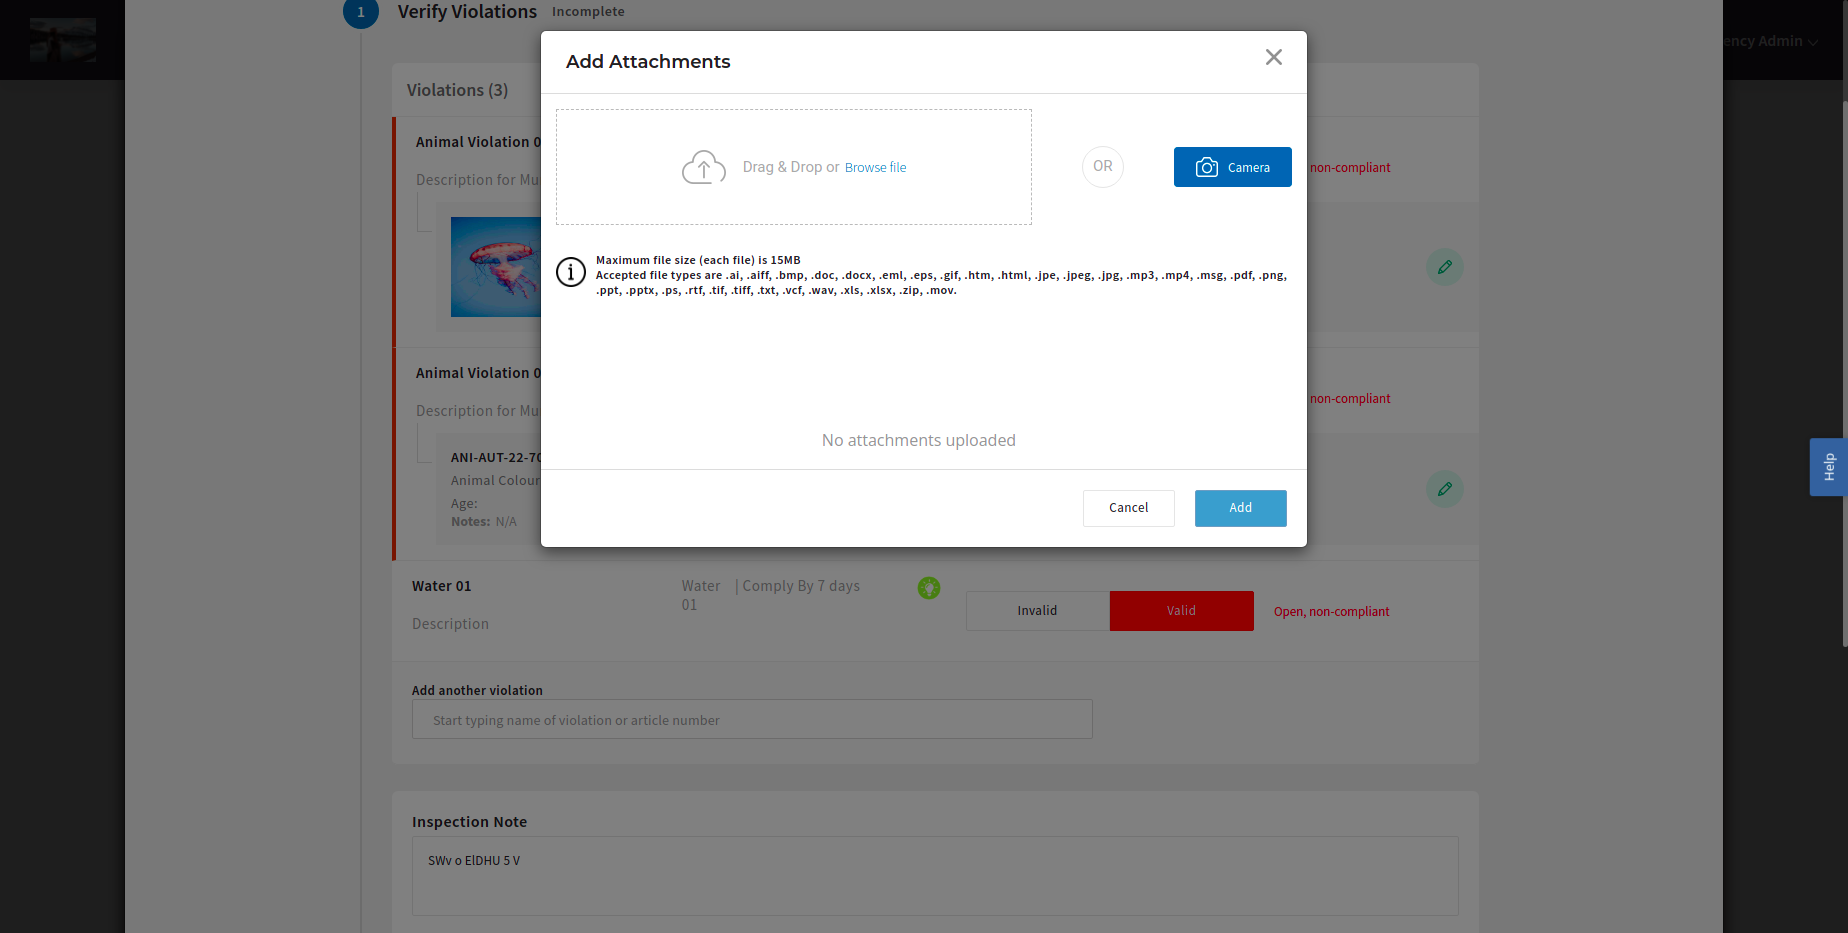 1 Verify Violations Incomplete
ency Admin
Add Attachments
Violations (3)
Animal Violation 0
Description for Mu
Drag & Drop or Browse file
OR
Camera
non-compliant
Maximum file size (each file) is 15MB
Accepted file types are .ai, .aiff, .bmp, .doc, .docx, .eml, .eps, .gif, .htm, .html, .jpe, .jpeg, .jpg, .mp3, .mp4, .msg, .pdf, .png,
.ppt, .pptx, .ps, .rtf, .tif, .tiff, .txt, .vcf, .wav, .xls, .xlsx, .zip, .mov.
Animal Violation 0
Description for Mu
non-compliant
No attachments uploaded
ANI-AUT-22-70
Animal Colour
Age:
Notes: N/A
Help
Cancel
Add
Water 01
Water | Comply By 7 days
01
Description
Invalid
Valid
Open, non-compliant
Add another violation
Start typing name of violation or article number
Inspection Note
SWv o ElDHU 5 V